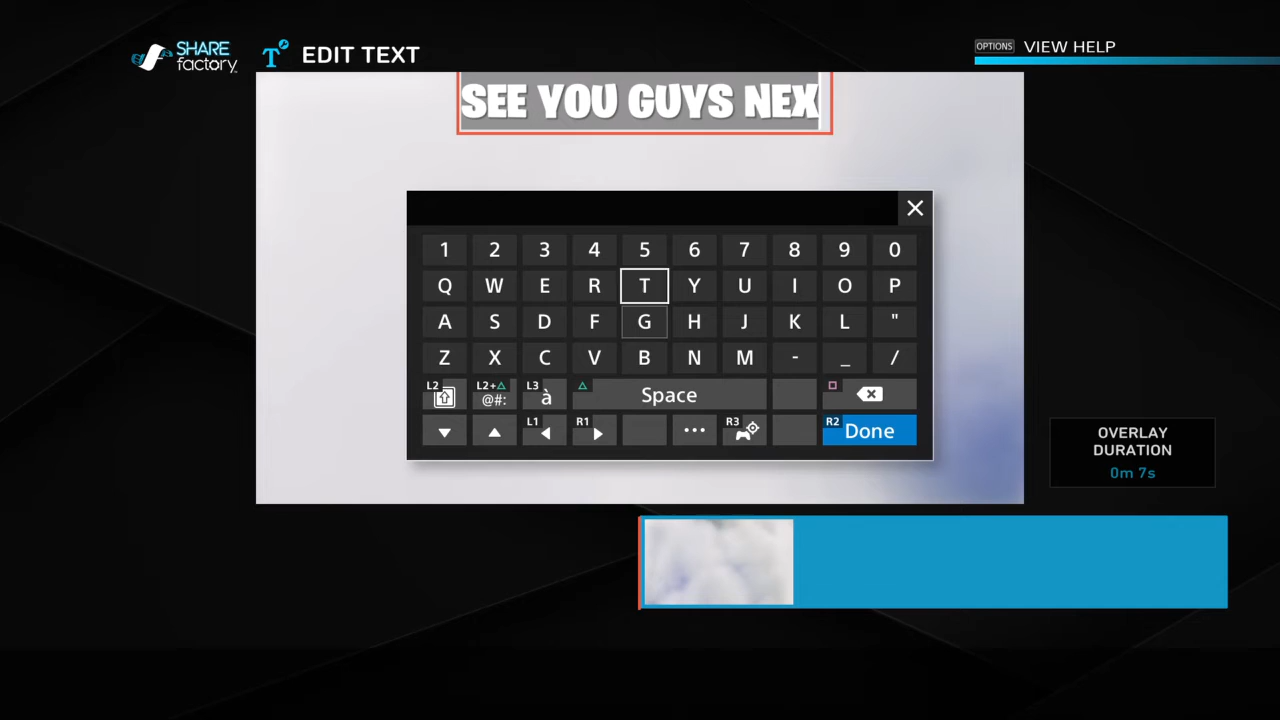 SHARE
factory™
EDIT TEXT
OPTIONS VIEW HELP
SEE YOU GUYS NEX
1 2 3 4 5 6 7 8 9 0
Q W E R T Y U I O P
A S D F G H J K L "
Z X C V B N M - _ /
L2 L2+△ @#: L3 à △ Space
L1 R1 ... R3 R2 Done
OVERLAY
DURATION
0m 7s